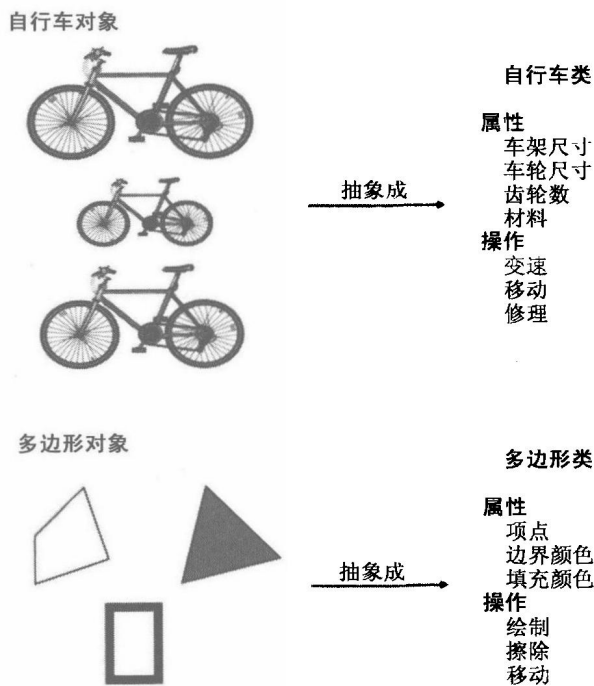 自行车对象
抽象成
自行车类
属性
车架尺寸
车轮尺寸
齿轮数
材料
操作
变速
移动
修理
多边形对象
抽象成
多边形类
属性
项点
边界颜色
填充颜色
操作
绘制
擦除
移动